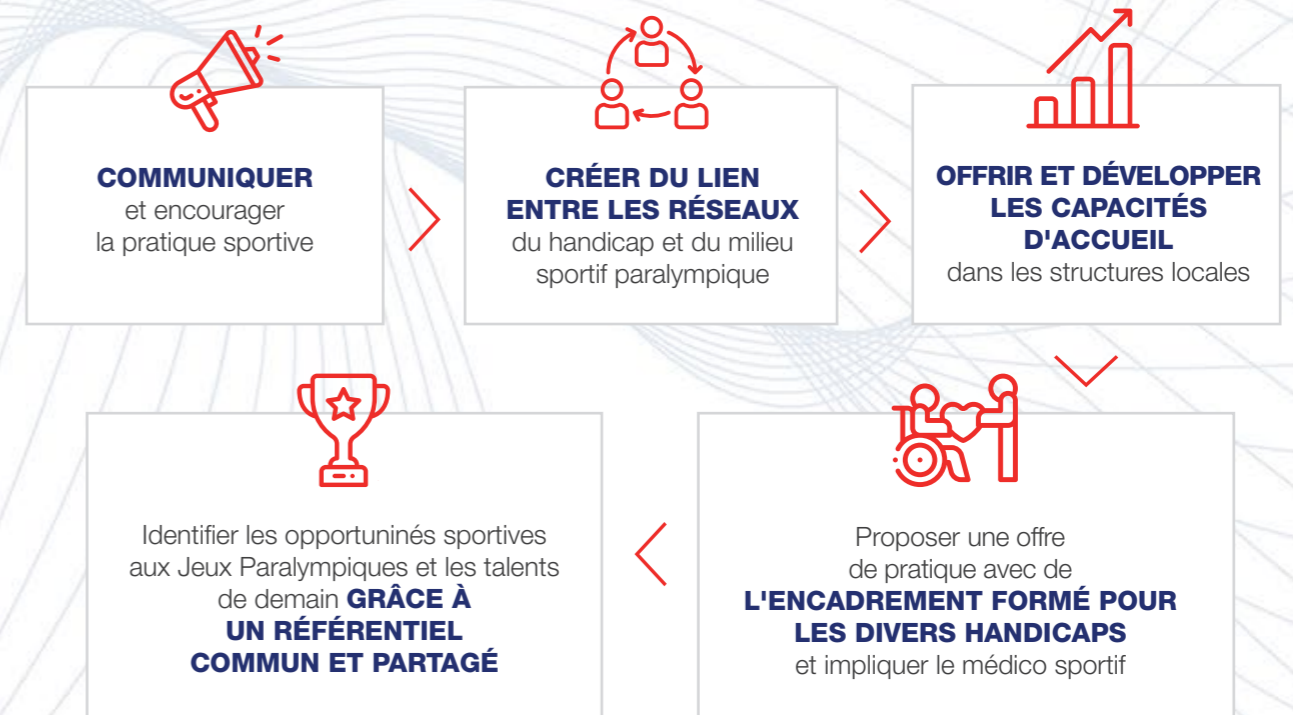 COMMUNIQUER
et encourager
la pratique sportive
CRÉER DU LIEN
ENTRE LES RÉSEAUX
du handicap et du milieu
sportif paralympique
OFFRIR ET DÉVELOPPER
LES CAPACITÉS
D'ACCUEIL
dans les structures locales
Proposer une offre
de pratique avec de
L'ENCADREMENT FORMÉ POUR
LES DIVERS HANDICAPS
et impliquer le médico sportif
Identifier les opportuninés sportives
aux Jeux Paralympiques et les talents
de demain GRÂCE À
UN RÉFÉRENTIEL
COMMUN ET PARTAGÉ